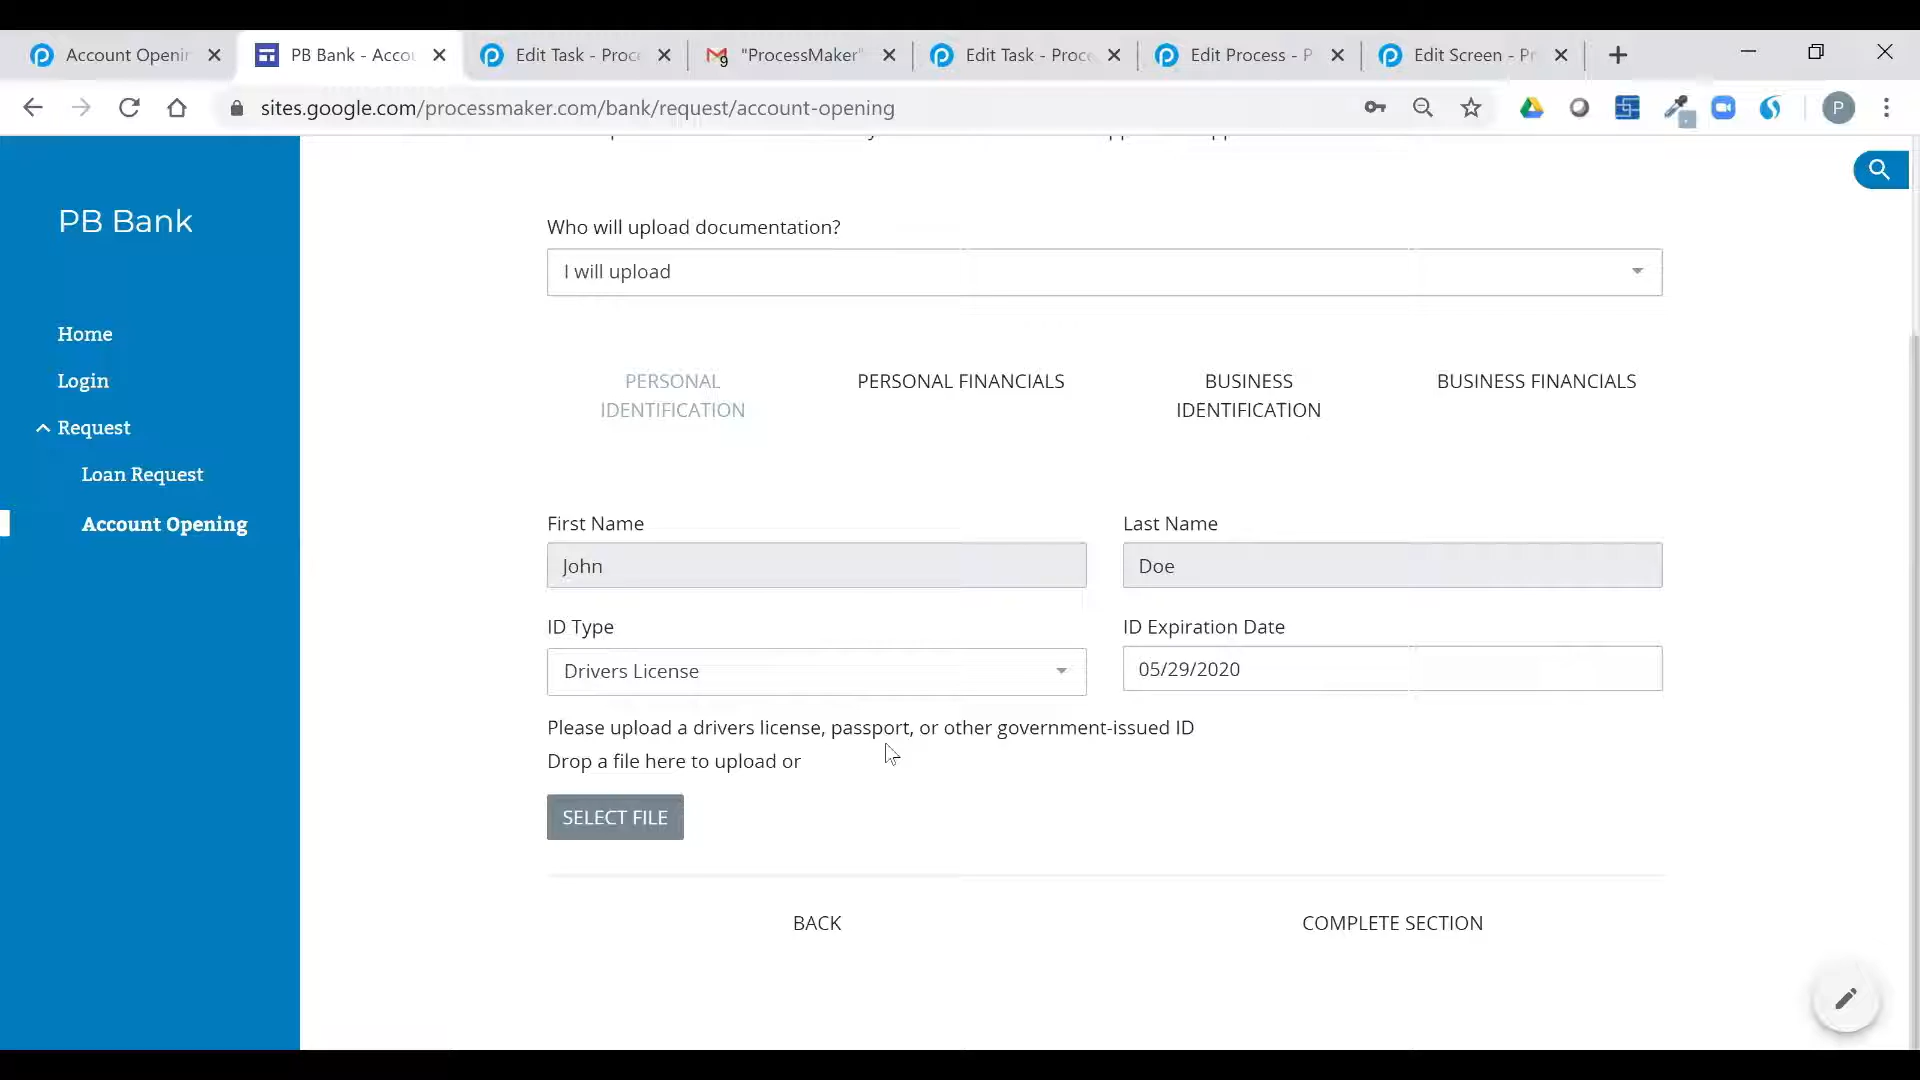 Account Openin
PB Bank - Accou
Edit Task - Proce
"ProcessMaker"
Edit Task - Proce
Edit Process - P
Edit Screen - Pr
sites.google.com/processmaker.com/bank/request/account-opening
P
PB Bank
Home
Login
Request
Loan Request
Account Opening
Who will upload documentation?
I will upload
PERSONAL
IDENTIFICATION
PERSONAL FINANCIALS
BUSINESS
IDENTIFICATION
BUSINESS FINANCIALS
First Name
Last Name
John
Doe
ID Type
ID Expiration Date
Drivers License
05/29/2020
Please upload a drivers license, passport, or other government-issued ID
Drop a file here to upload or
SELECT FILE
BACK
COMPLETE SECTION